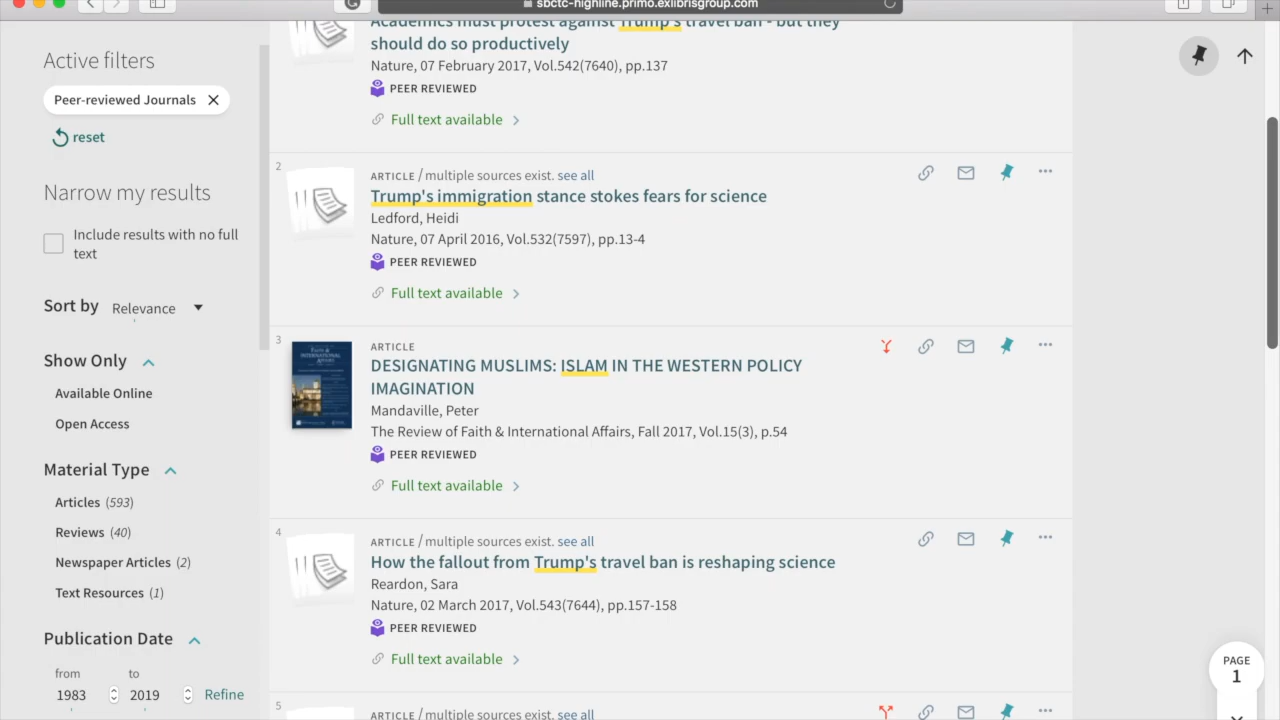 sbctc-highline.primo.exlibrisgroup.com
Active filters
Peer-reviewed Journals
reset
Narrow my results
Include results with no full
text
Sort by Relevance
Show Only
Available Online
Open Access
Material Type
Articles (593)
Reviews (40)
Newspaper Articles (2)
Text Resources (1)
Publication Date
from to
1983 2019 Refine
Academics must protest against Trump's travel ban - but they
should do so productively
Nature, 07 February 2017, Vol.542(7640), pp.137
PEER REVIEWED
Full text available
2
ARTICLE / multiple sources exist. see all
Trump's immigration stance stokes fears for science
Ledford, Heidi
Nature, 07 April 2016, Vol.532(7597), pp.13-4
PEER REVIEWED
Full text available
3
ARTICLE
DESIGNATING MUSLIMS: ISLAM IN THE WESTERN POLICY
IMAGINATION
Mandaville, Peter
The Review of Faith & International Affairs, Fall 2017, Vol.15(3), p.54
PEER REVIEWED
Full text available
4
ARTICLE / multiple sources exist. see all
How the fallout from Trump's travel ban is reshaping science
Reardon, Sara
Nature, 02 March 2017, Vol.543(7644), pp.157-158
PEER REVIEWED
Full text available
5
ARTICLE / multiple sources exist. see all
PAGE
1